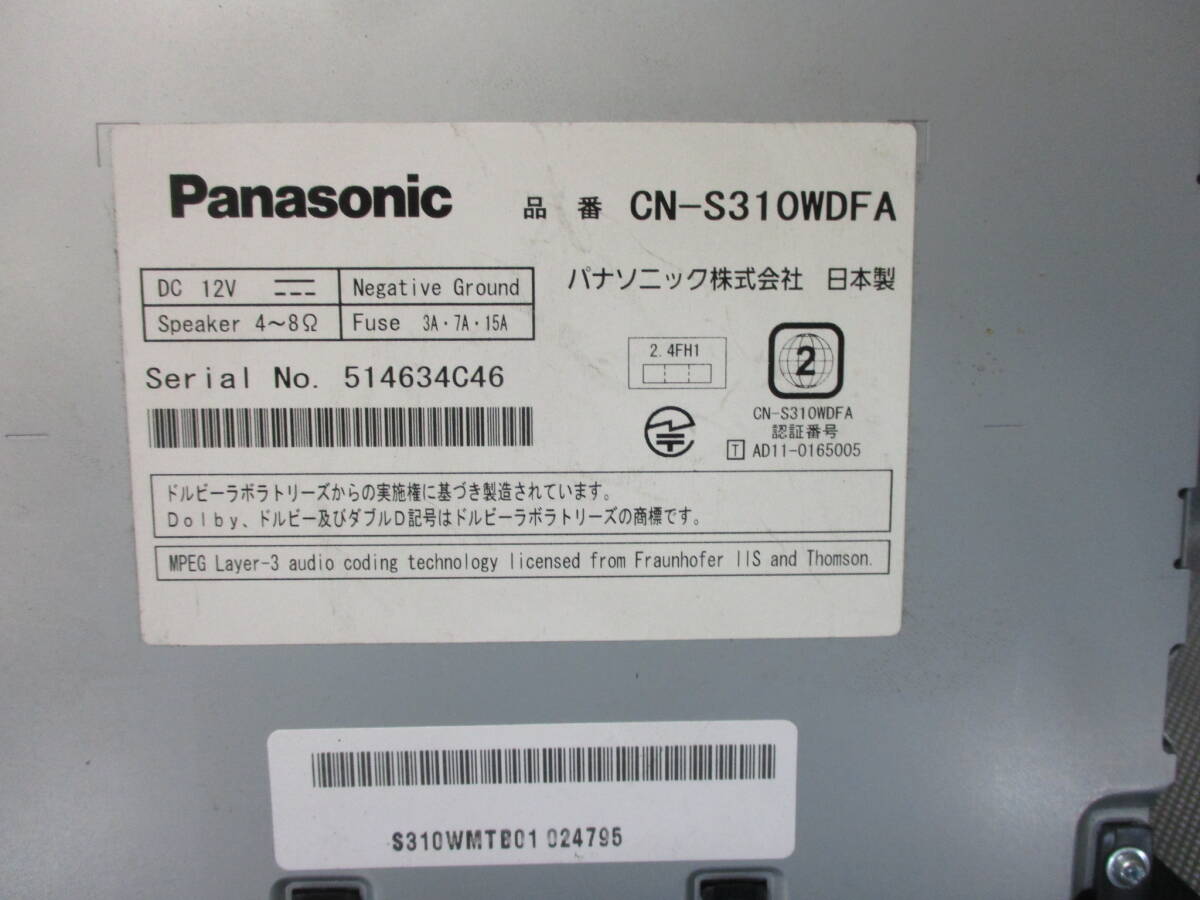 Panasonic 品番 CN-S310WDFA
パナソニック株式会社 日本製
DC 12V Negative Ground
Speaker 4～8Ω Fuse 3A・7A・15A
Serial No. 514634C46
2.4FH1
2
CN-S310WDFA
認証番号
T AD11-0165005
ドルビーラボラトリーズからの実施権に基づき製造されています。
Dolby、ドルビー及びダブルD記号はドルビーラボラトリーズの商標です。
MPEG Layer-3 audio coding technology licensed from Fraunhofer IIS and Thomson.
S310WMTB01 024795